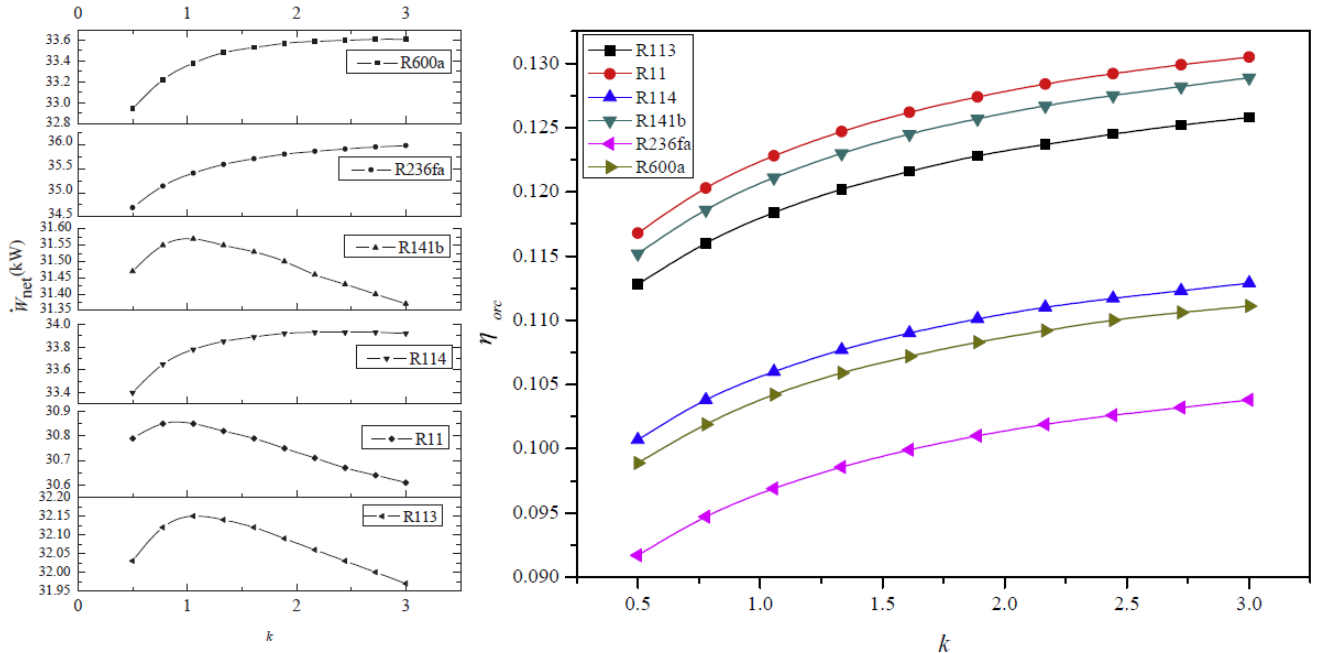 0 1 2 3
33.6
33.4
33.2
33.0
32.8
R600a
36.0
35.5
35.0
34.5
R236fa
31.60
31.55
31.50
31.45
31.40
31.35
R141b
Ẇnet(kW)
34.0
33.8
33.6
33.4
R114
30.9
30.8
30.7
30.6
R11
32.20
32.15
32.10
32.05
32.00
31.95
R113
0 1 2 3
k
R113
R11
R114
R141b
R236fa
R600a
0.130
0.125
0.120
0.115
0.110
0.105
0.100
0.095
0.090
η orc
0.5 1.0 1.5 2.0 2.5 3.0
k